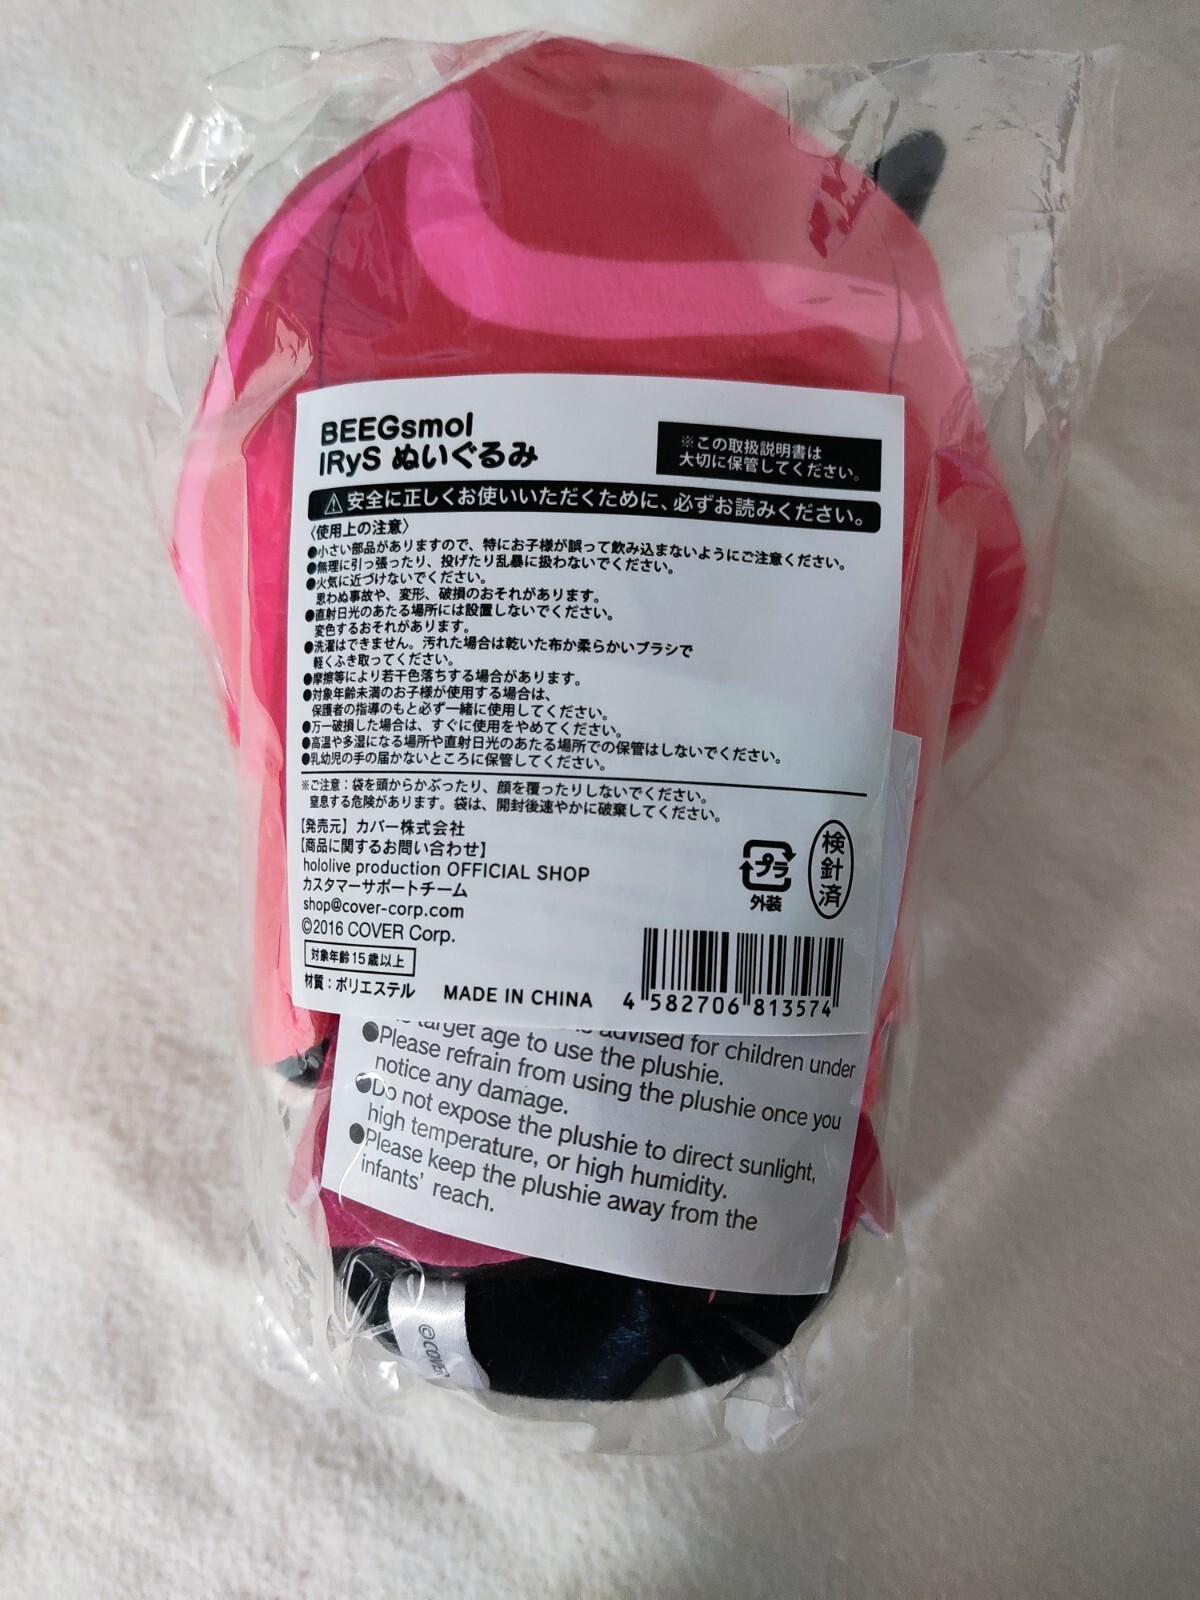 BEEGsmol
IRyS ぬいぐるみ
※この取扱説明書は
大切に保管してください。
⚠安全に正しくお使いいただくために、必ずお読みください。
〈使用上の注意〉
●小さい部品がありますので、特にお子様が誤って飲み込まないようにご注意ください。
●無理に引っ張ったり、投げたり乱暴に扱わないでください。
●火気に近づけないでください。
思わぬ事故や、変形、破損のおそれがあります。
●直射日光のあたる場所には設置しないでください。
変色するおそれがあります。
●洗濯はできません。汚れた場合は乾いた布か柔らかいブラシで
軽くふき取ってください。
●摩擦等により若干色落ちする場合があります。
●対象年齢未満のお子様が使用する場合は、
保護者の指導のもと必ず一緒に使用してください。
●万一破損した場合は、すぐに使用をやめてください。
●高温や多湿になる場所や直射日光のあたる場所での保管はしないでください。
●乳幼児の手の届かないところに保管してください。
※ご注意：袋を頭からかぶったり、顔を覆ったりしないでください。
窒息する危険があります。袋は、開封後速やかに破棄してください。
【発売元】カバー株式会社
【商品に関するお問い合わせ】
hololive production OFFICIAL SHOP
カスタマーサポートチーム
shop@cover-corp.com
©2016 COVER Corp.
対象年齢15歳以上
材質：ポリエステル
MADE IN CHINA
プラ
外装
検針済
4 582706 813574
is advised for children under
target age to use the plushie.
●Please refrain from using the plushie once you
notice any damage.
●Do not expose the plushie to direct sunlight,
high temperature, or high humidity.
●Please keep the plushie away from the
infants' reach.
©COVER